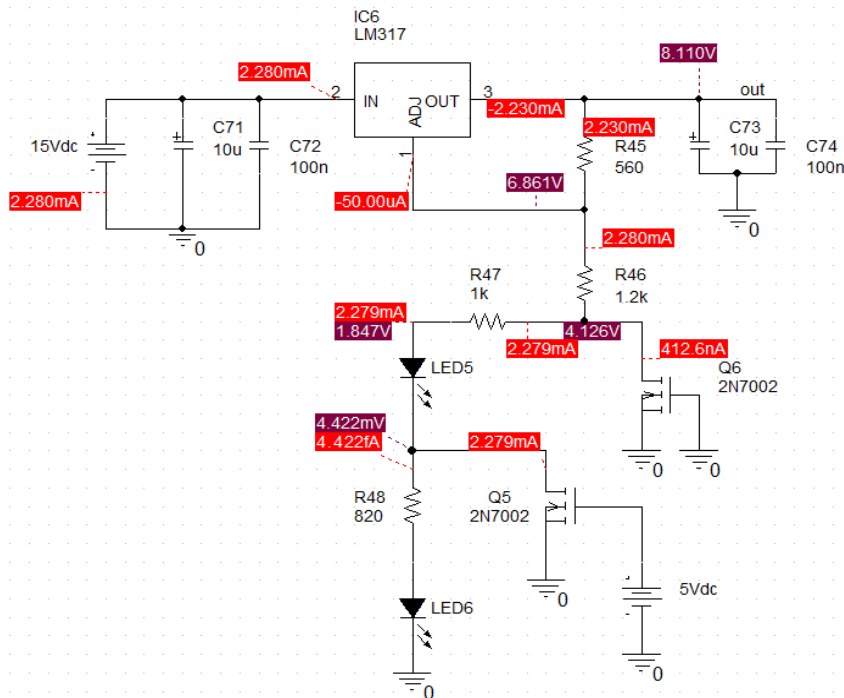 IC6
LM317
2.280mA
2
IN
ADJ
OUT
3
1
-2.230mA
8.110V
out
15Vdc
C71
10u
C72
100n
2.230mA
R45
560
C73
10u
C74
100n
2.280mA
-50.00uA
6.861V
0
0
2.280mA
R47
1k
R46
1.2k
2.279mA
1.847V
4.126V
2.279mA
412.6nA
LED5
Q6
2N7002
4.422mV
4.422fA
2.279mA
0
0
R48
820
Q5
2N7002
0
5Vdc
LED6
0
0